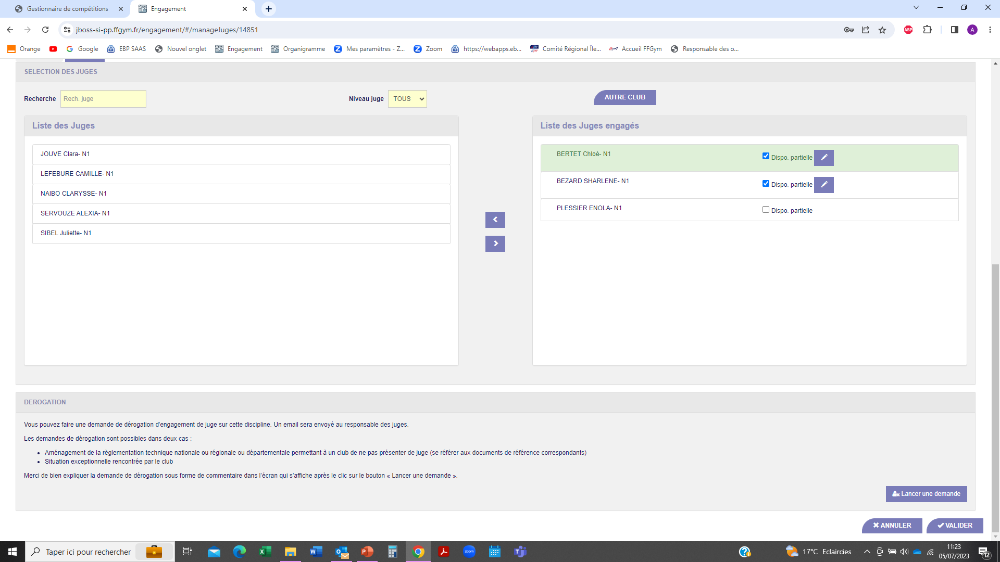 Gestionnaire de compétitions
Engagement
jboss-si-pp.ffgym.fr/engagement/#/manageJuges/14851
ABP
A
Orange
Google
EBP SAAS
Nouvel onglet
Engagement
Organigramme
Mes paramètres - Z...
Zoom
https://webapps.eb...
Comité Régional Île...
Accueil FFGym
Responsable des o...
SELECTION DES JUGES
Recherche
Rech. juge
Niveau juge
TOUS
AUTRE CLUB
Liste des Juges
JOUVE Clara- N1
LEFEBURE CAMILLE- N1
NAIBO CLARYSSE- N1
SERVOUZE ALEXIA- N1
SIBEL Juliette- N1
Liste des Juges engagés
BERTET Chloé- N1
Dispo. partielle
BEZARD SHARLENE- N1
Dispo. partielle
PLESSIER ENOLA- N1
Dispo. partielle
DEROGATION
Vous pouvez faire une demande de dérogation d'engagement de juge sur cette discipline. Un email sera envoyé au responsable des juges.
Les demandes de dérogation sont possibles dans deux cas :
Aménagement de la règlementation technique nationale ou régionale ou départementale permettant à un club de ne pas présenter de juge (se référer aux documents de référence correspondants)
Situation exceptionnelle rencontrée par le club
Merci de bien expliquer la demande de dérogation sous forme de commentaire dans l'écran qui s'affiche après le clic sur le bouton « Lancer une demande ».
Lancer une demande
ANNULER
VALIDER
Taper ici pour rechercher
zoom
17°C Eclaircies
11:23
05/07/2023
12